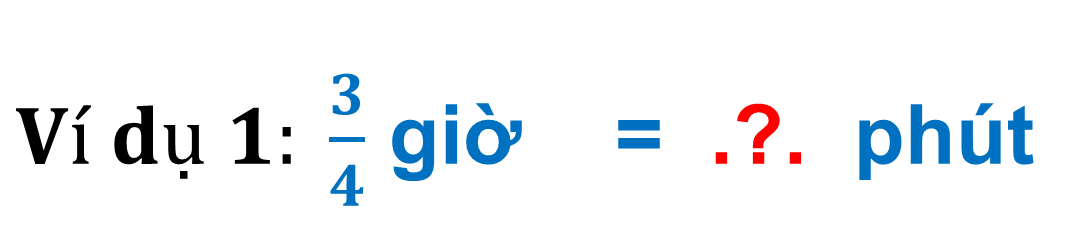 Ví dụ 1: 3/4 giờ = .?. phút